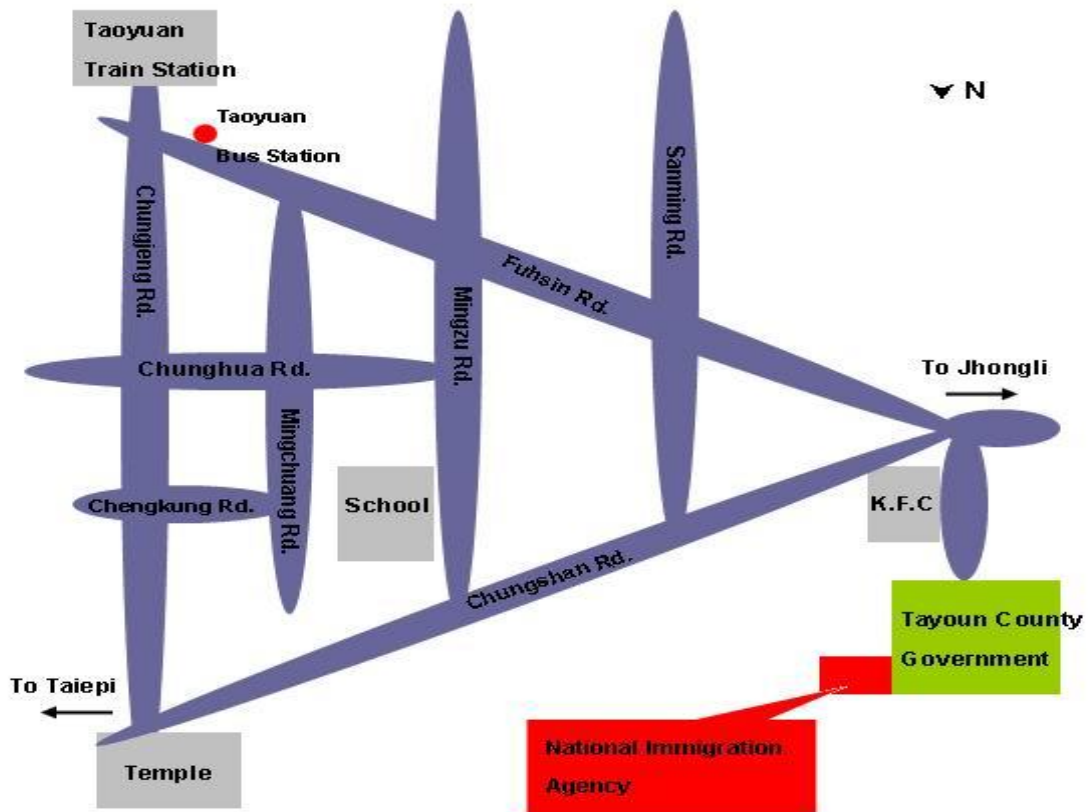 Taoyuan
Train Station
N
Taoyuan
Bus Station
Sanming Rd.
Chungjeng Rd.
Fuhsin Rd.
Mingzu Rd.
Chunghua Rd.
To Jhongli
Mingchuang Rd.
Chengkung Rd.
School
K.F.C
Chungshan Rd.
Tayoun County
Government
To Taiepi
National Immigration
Agency
Temple